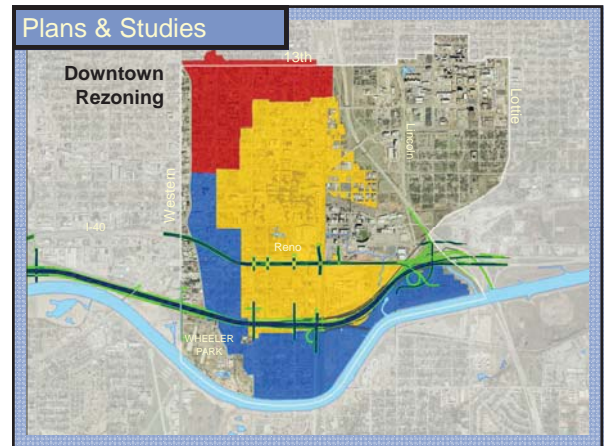 Plans & Studies
Downtown
Rezoning
13th
Lottie
Lincoln
Western
I-40
Reno
WHEELER
PARK